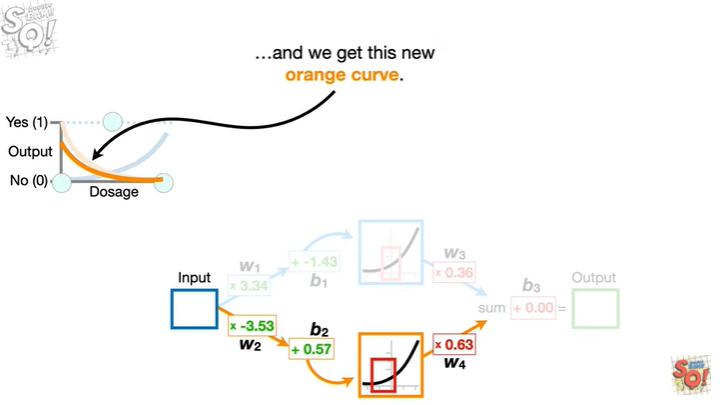 …and we get this new
orange curve.
Yes (1)
Output
No (0)
Dosage
w₁
x 3.34
+ -1.43
b₁
w₃
x 0.36
b₃
Input
Output
sum
+ 0.00
=
x -3.53
w₂
b₂
+ 0.57
x 0.63
w₄
SQ!